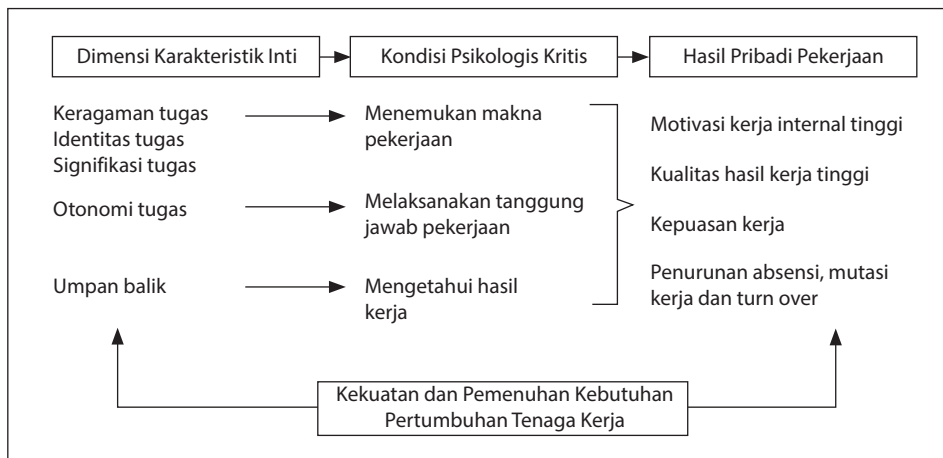 Dimensi Karakteristik Inti
Kondisi Psikologis Kritis
Hasil Pribadi Pekerjaan
Keragaman tugas
Identitas tugas
Signifikasi tugas
Menemukan makna
pekerjaan
Otonomi tugas
Melaksanakan tanggung
jawab pekerjaan
Umpan balik
Mengetahui hasil
kerja
Motivasi kerja internal tinggi
Kualitas hasil kerja tinggi
Kepuasan kerja
Penurunan absensi, mutasi
kerja dan turn over
Kekuatan dan Pemenuhan Kebutuhan
Pertumbuhan Tenaga Kerja